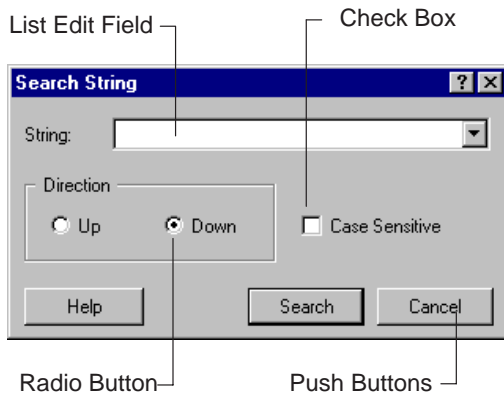 List Edit Field
Check Box
Search String
String:
Direction
Up
Down
Case Sensitive
Help
Search
Cancel
Radio Button
Push Buttons